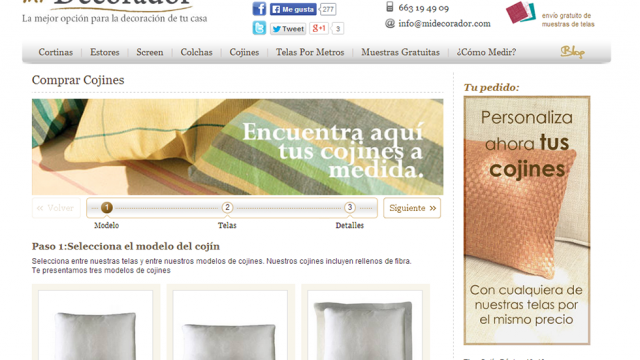 Decorador
La mejor opción para la decoración de tu casa
Me gusta 277
Tweet +1 3
663 19 49 09
info@midecorador.com
envío gratuito de
muestras de telas
Cortinas Estores Screen Colchas Cojines Telas Por Metros Muestras Gratuitas ¿Cómo Medir? Blog
Comprar Cojines
Encuentra aquí
tus cojines a
medida.
« Volver 1 2 3 Siguiente »
Modelo Telas Detalles
Paso 1:Selecciona el modelo del cojín
Selecciona entre nuestras telas y entre nuestros modelos de cojines. Nuestros cojines incluyen rellenos de fibra.
Te presentamos tres modelos de cojines
Tu pedido:
Personaliza
ahora tus
cojines
Con cualquiera de
nuestras telas por
el mismo precio